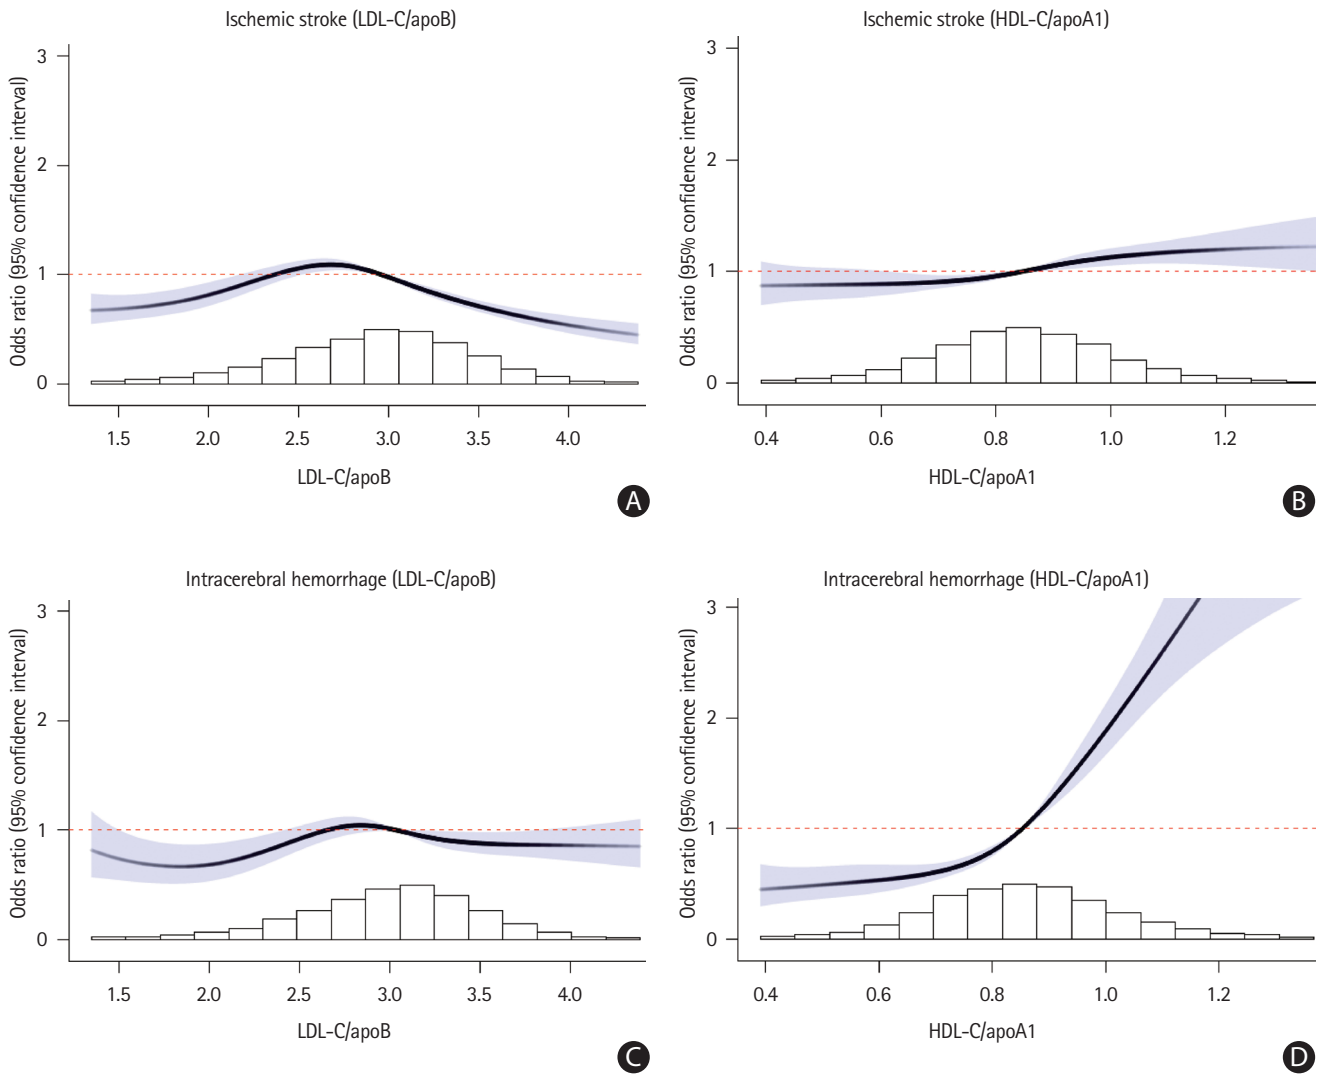 Ischemic stroke (LDL-C/apoB)
Odds ratio (95% confidence interval)
3
2
1
0
1.5 2.0 2.5 3.0 3.5 4.0
LDL-C/apoB
A
Ischemic stroke (HDL-C/apoA1)
Odds ratio (95% confidence interval)
3
2
1
0
0.4 0.6 0.8 1.0 1.2
HDL-C/apoA1
B
Intracerebral hemorrhage (LDL-C/apoB)
Odds ratio (95% confidence interval)
3
2
1
0
1.5 2.0 2.5 3.0 3.5 4.0
LDL-C/apoB
C
Intracerebral hemorrhage (HDL-C/apoA1)
Odds ratio (95% confidence interval)
3
2
1
0
0.4 0.6 0.8 1.0 1.2
HDL-C/apoA1
D